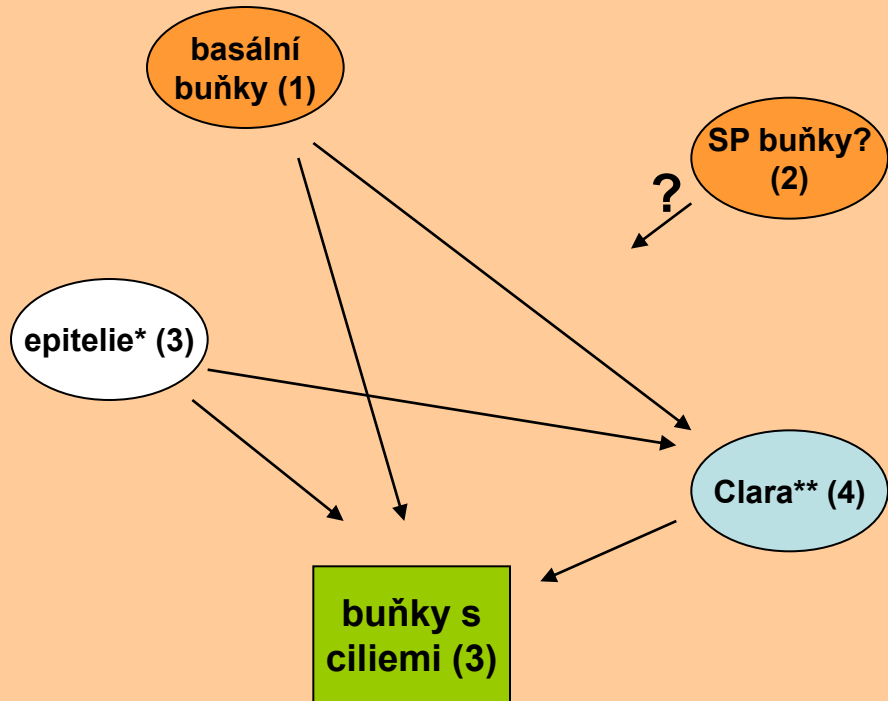 basální
buňky (1)
SP buňky?
(2)
?
epitelie* (3)
Clara** (4)
buňky s
ciliemi (3)